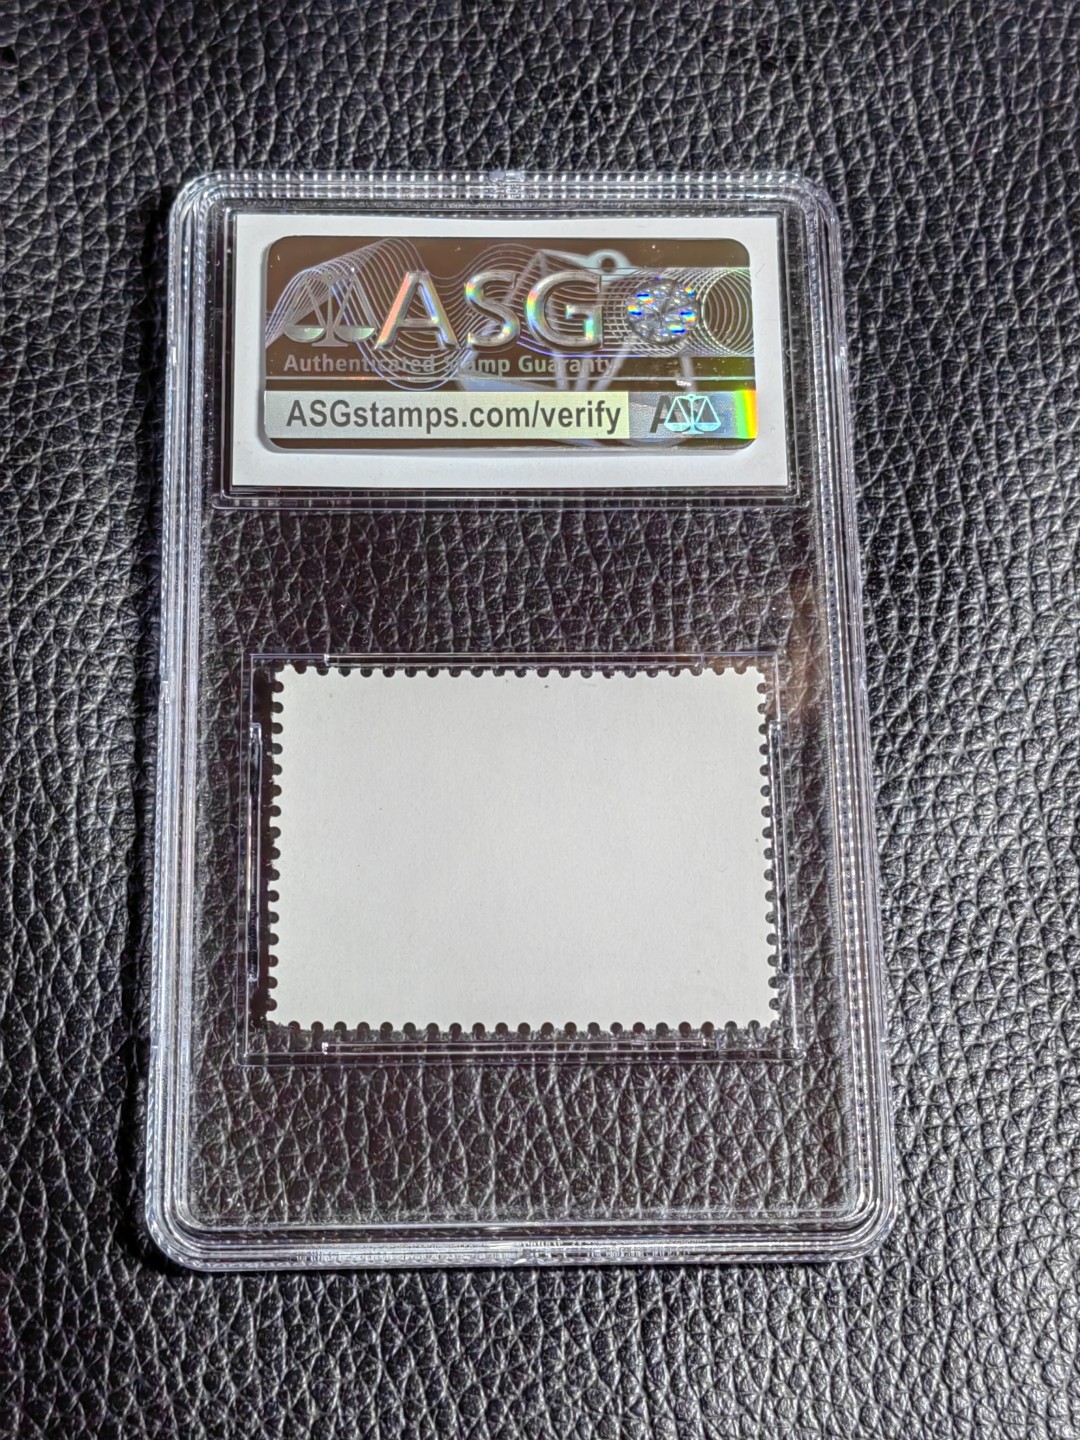 ASG
Authenticated Stamp Guaranty
ASGstamps.com/verify